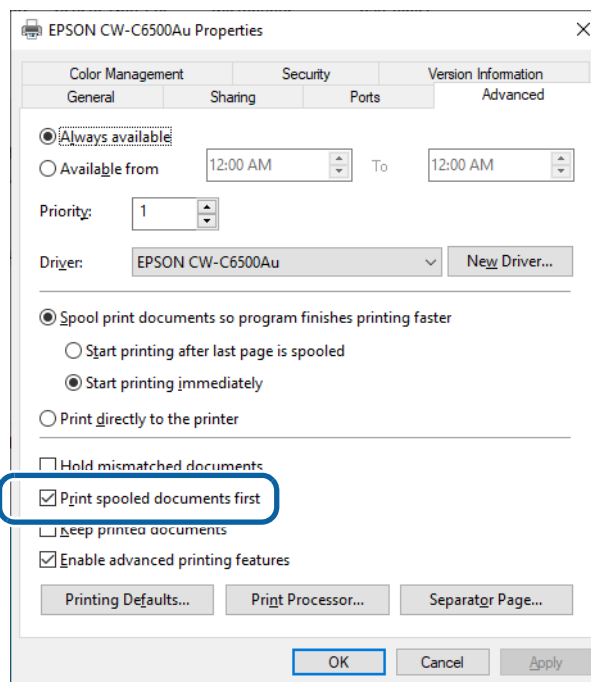 EPSON CW-C6500Au Properties
Color Management Security Version Information
General Sharing Ports Advanced
Always available
Available from 12:00 AM To 12:00 AM
Priority: 1
Driver: EPSON CW-C6500Au New Driver...
Spool print documents so program finishes printing faster
Start printing after last page is spooled
Start printing immediately
Print directly to the printer
Hold mismatched documents
Print spooled documents first
Keep printed documents
Enable advanced printing features
Printing Defaults... Print Processor... Separator Page...
OK Cancel Apply